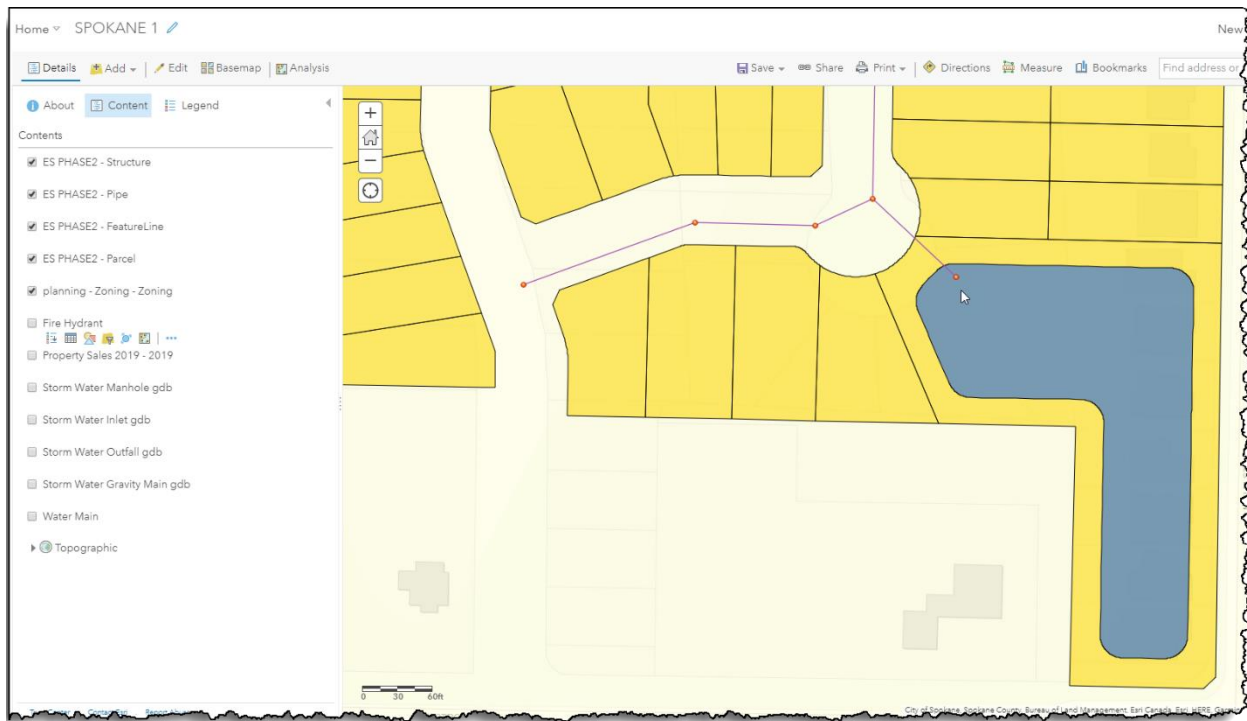 Home SPOKANE 1 New
Details Add Edit Basemap Analysis Save Share Print Directions Measure Bookmarks Find address or
About Content Legend
Contents
ES PHASE2 - Structure
ES PHASE2 - Pipe
ES PHASE2 - FeatureLine
ES PHASE2 - Parcel
planning - Zoning - Zoning
Fire Hydrant
Property Sales 2019 - 2019
Storm Water Manhole gdb
Storm Water Inlet gdb
Storm Water Outfall gdb
Storm Water Gravity Main gdb
Water Main
Topographic
0 30 60ft
City of Spokane, Spokane County, Bureau of Land Management, Esri Canada, Esri, HERE,
Contact Esri